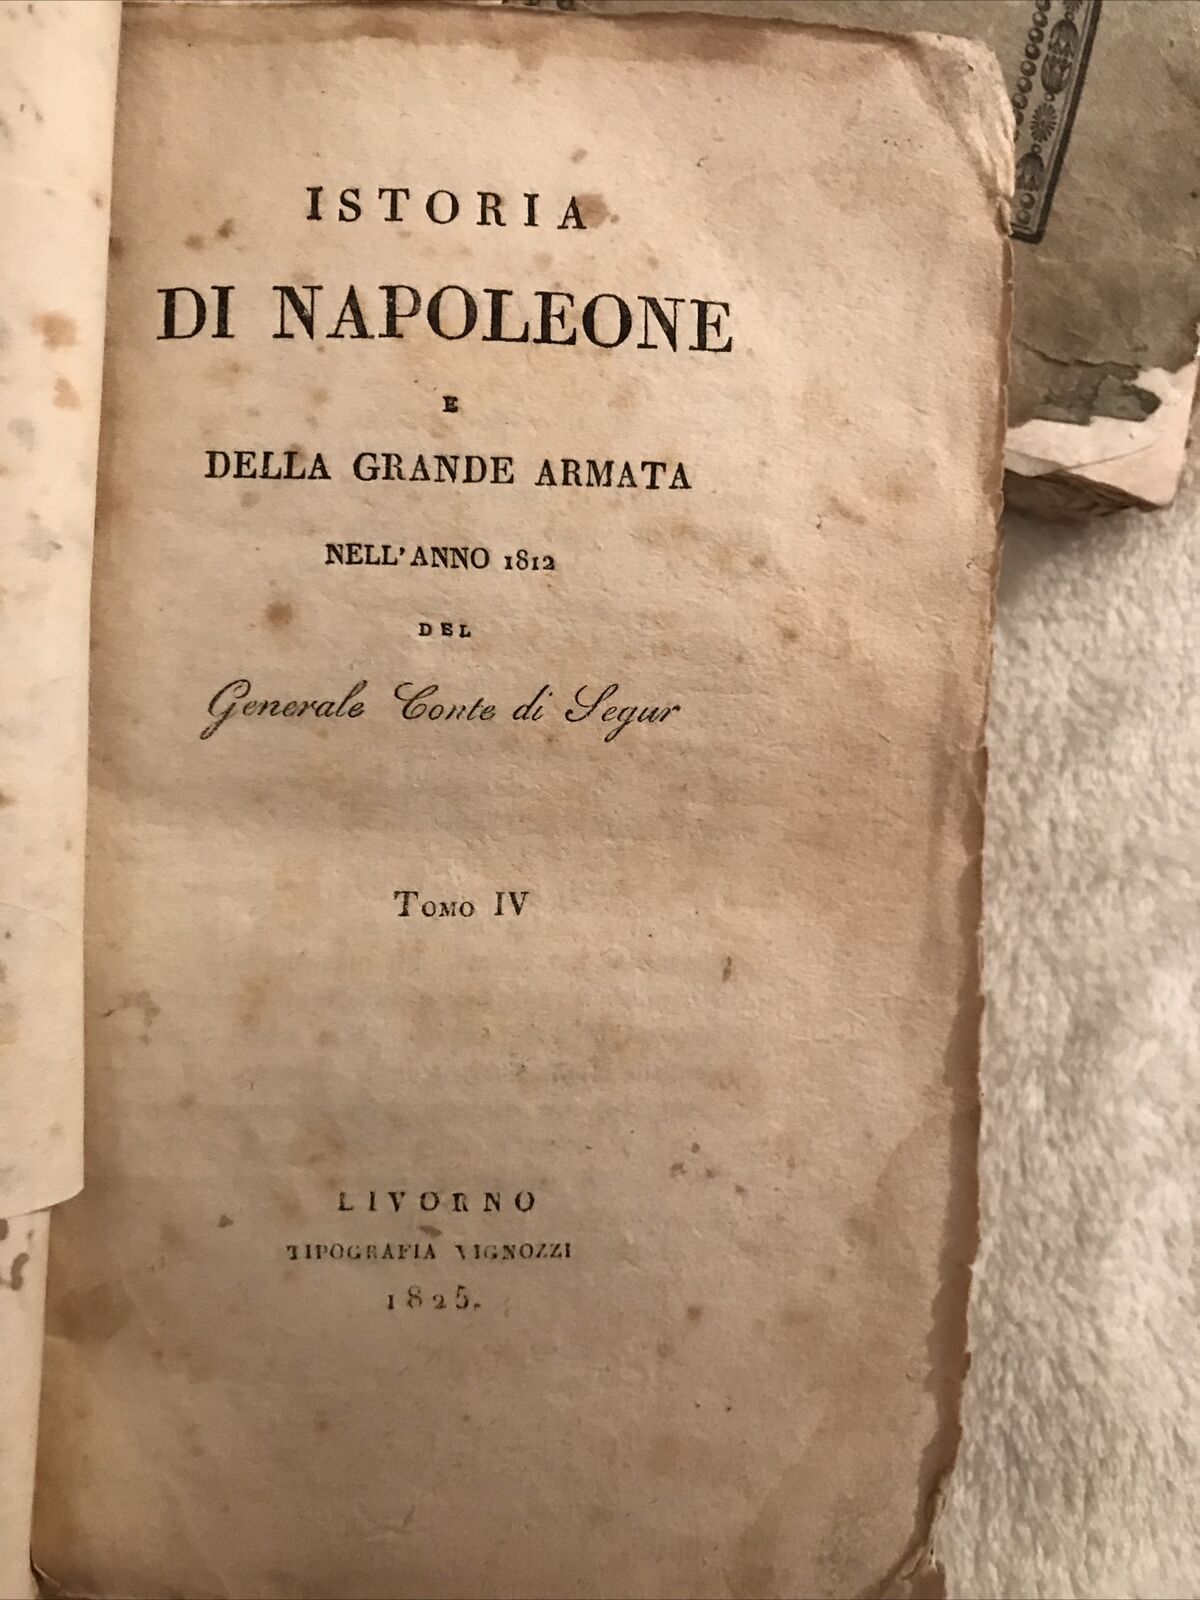 ISTORIA
DI NAPOLEONE
E
DELLA GRANDE ARMATA
NELL'ANNO 1812
DEL
Generale Conte di Segur
Tomo IV
LIVORNO
TIPOGRAFIA VIGNOZZI
1825.